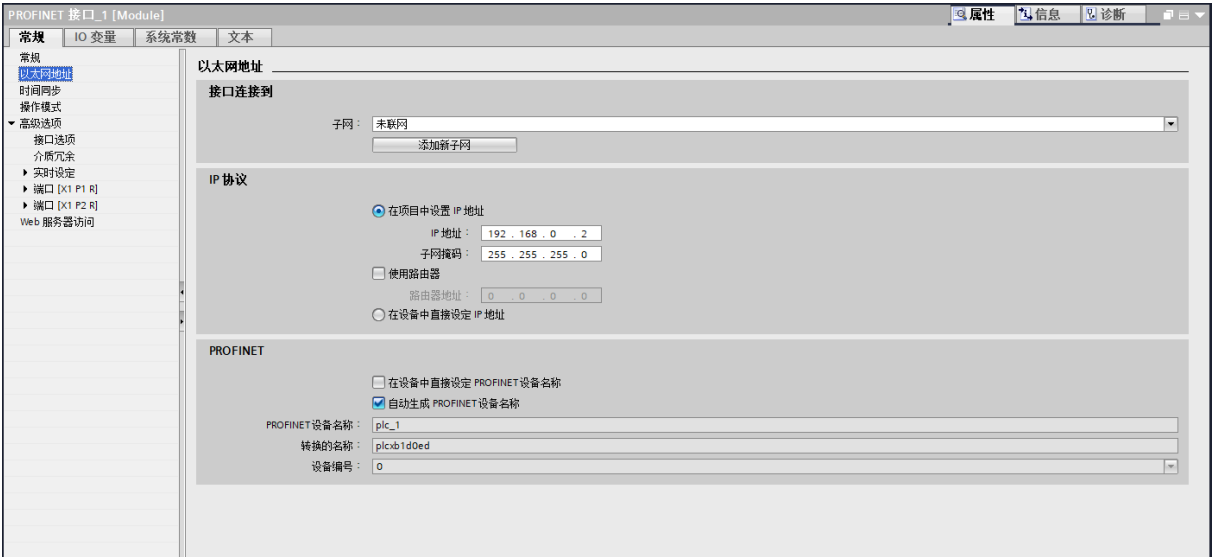 PROFINET 接口_1 [Module]
属性
信息
诊断
常规
IO 变量
系统常数
文本
常规
以太网地址
时间同步
操作模式
高级选项
接口选项
介质冗余
实时设定
端口 [X1 P1 R]
端口 [X1 P2 R]
Web 服务器访问
以太网地址
接口连接到
子网：
未联网
添加新子网
IP 协议
在项目中设置 IP 地址
IP 地址：
192 . 168 . 0 . 2
子网掩码：
255 . 255 . 255 . 0
使用路由器
路由器地址：
0 . 0 . 0 . 0
在设备中直接设定 IP 地址
PROFINET
在设备中直接设定 PROFINET 设备名称
自动生成 PROFINET 设备名称
PROFINET 设备名称：
plc_1
转换的名称：
plcxb1d0ed
设备编号：
0